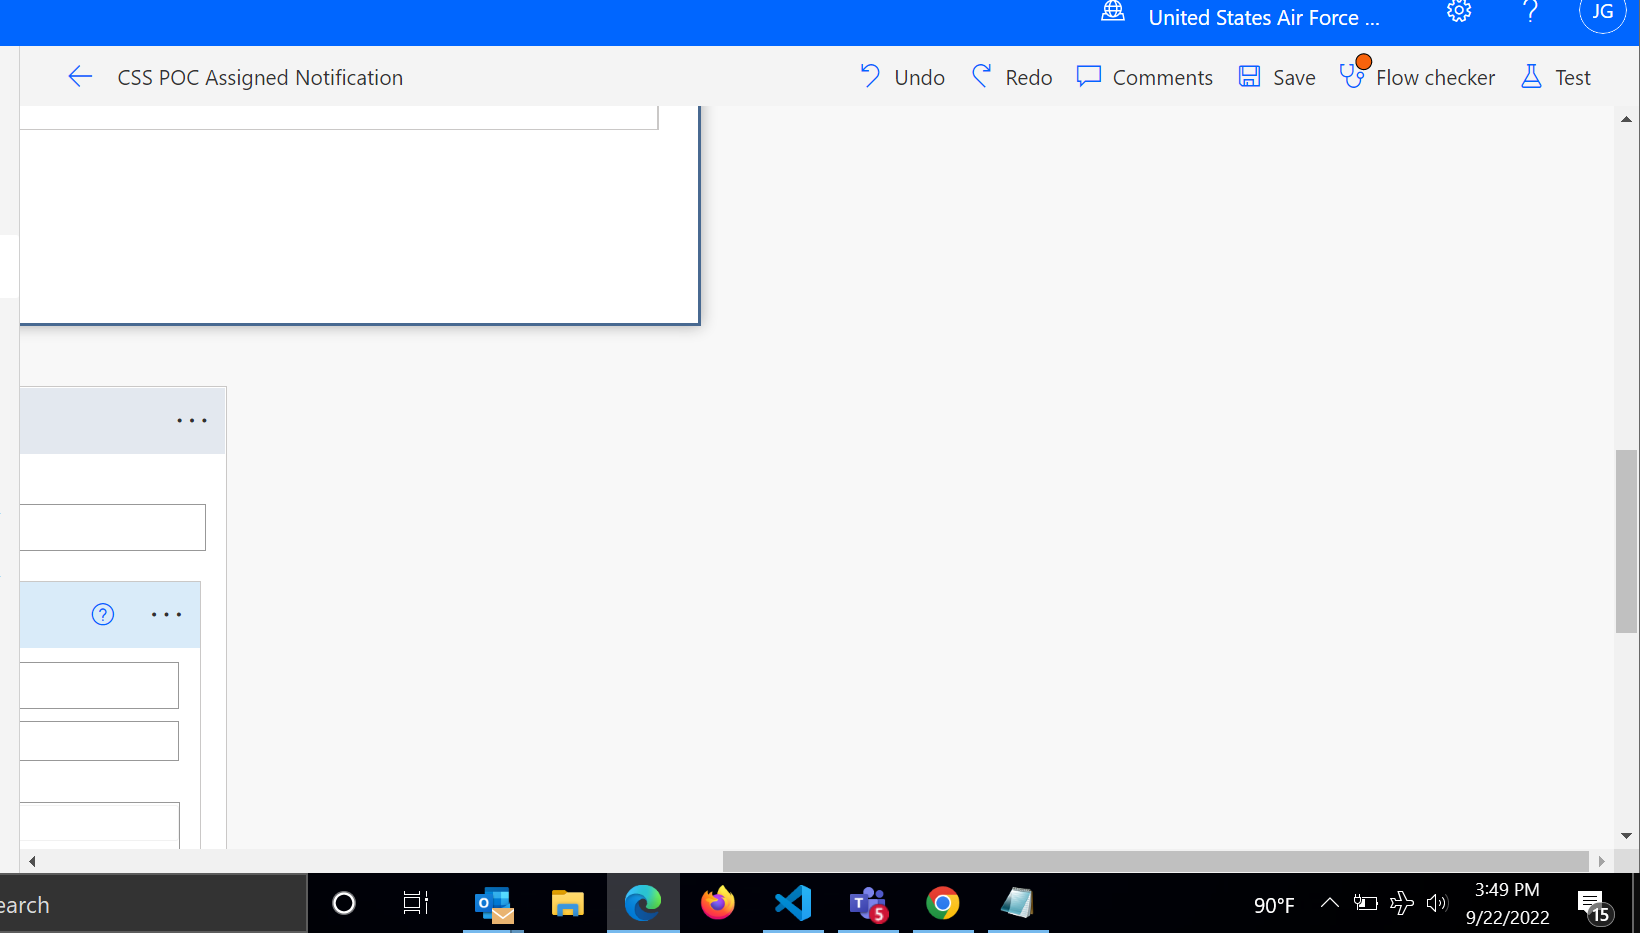 United States Air Force ...
?
JG
CSS POC Assigned Notification
Undo
Redo
Comments
Save
Flow checker
Test
...
?
...
earch
5
90°F
3:49 PM
9/22/2022
15